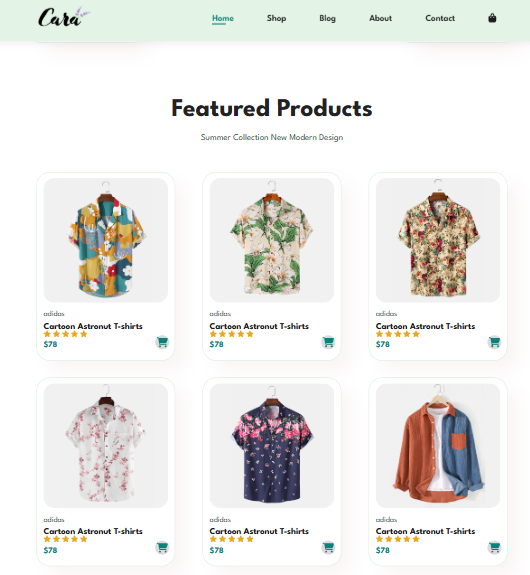 Cara
Home Shop Blog About Contact
Featured Products
Summer Collection New Modern Design
adidas
Cartoon Astronut T-shirts
$78
adidas
Cartoon Astronut T-shirts
$78
adidas
Cartoon Astronut T-shirts
$78
adidas
Cartoon Astronut T-shirts
$78
adidas
Cartoon Astronut T-shirts
$78
adidas
Cartoon Astronut T-shirts
$78